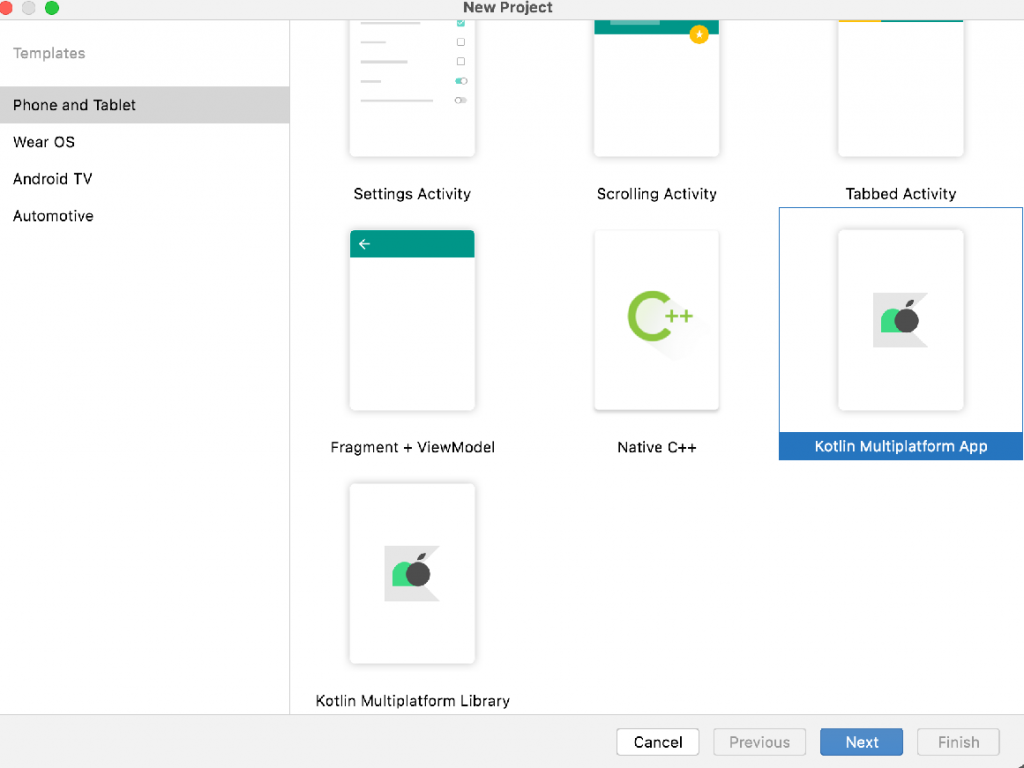 New Project
Templates
Phone and Tablet
Wear OS
Android TV
Automotive
Settings Activity
Scrolling Activity
Tabbed Activity
Fragment + ViewModel
C++
Native C++
Kotlin Multiplatform App
Kotlin Multiplatform Library
Cancel
Previous
Next
Finish